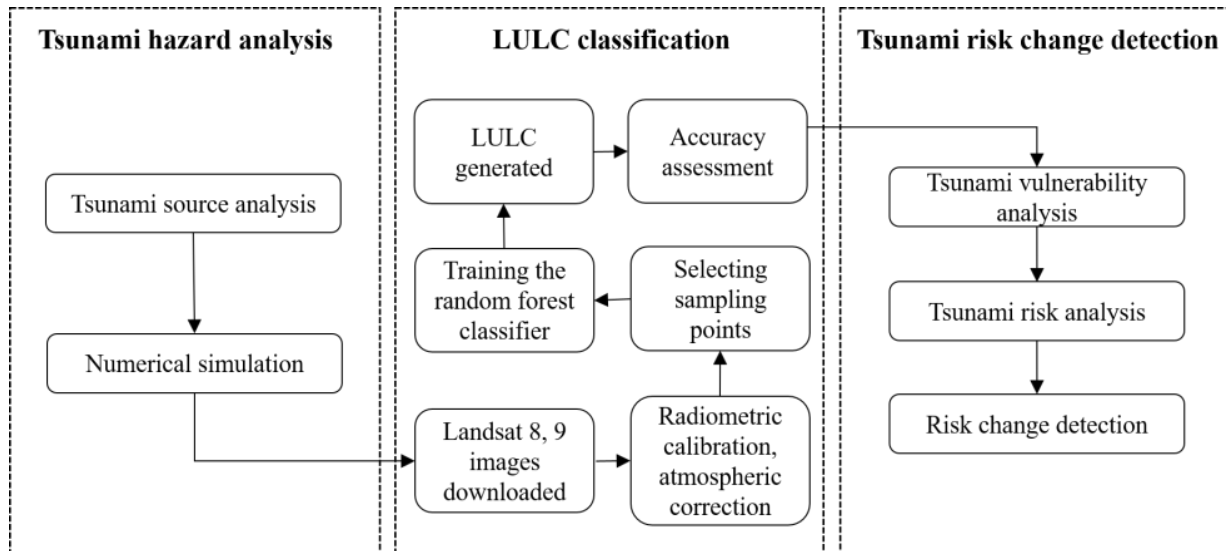 Tsunami hazard analysis
Tsunami source analysis
Numerical simulation
LULC classification
LULC
generated
Accuracy
assessment
Training the
random forest
classifier
Selecting
sampling
points
Landsat 8, 9
images
downloaded
Radiometric
calibration,
atmospheric
correction
Tsunami risk change detection
Tsunami vulnerability
analysis
Tsunami risk analysis
Risk change detection